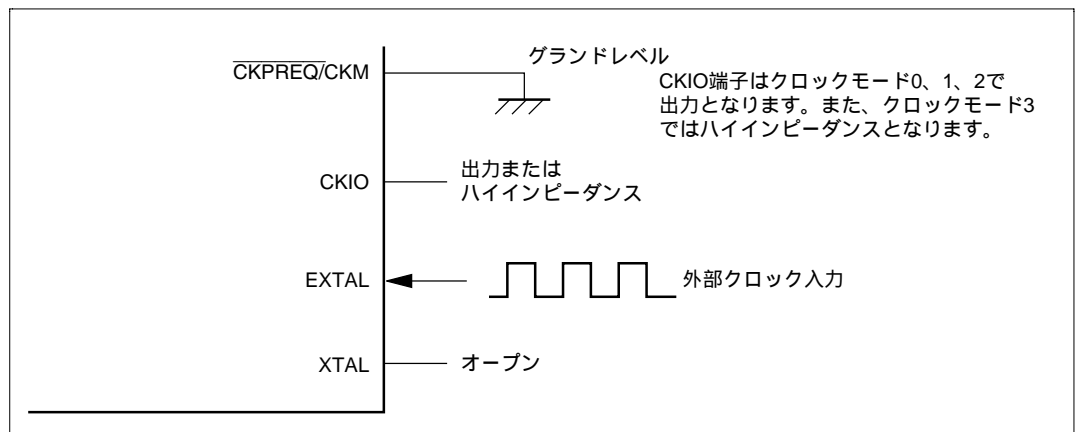 CKPREQ/CKM
グランドレベル
CKIO端子はクロックモード0、1、2で
出力となります。また、クロックモード3
ではハイインピーダンスとなります。
CKIO
出力または
ハイインピーダンス
EXTAL
外部クロック入力
XTAL
オープン